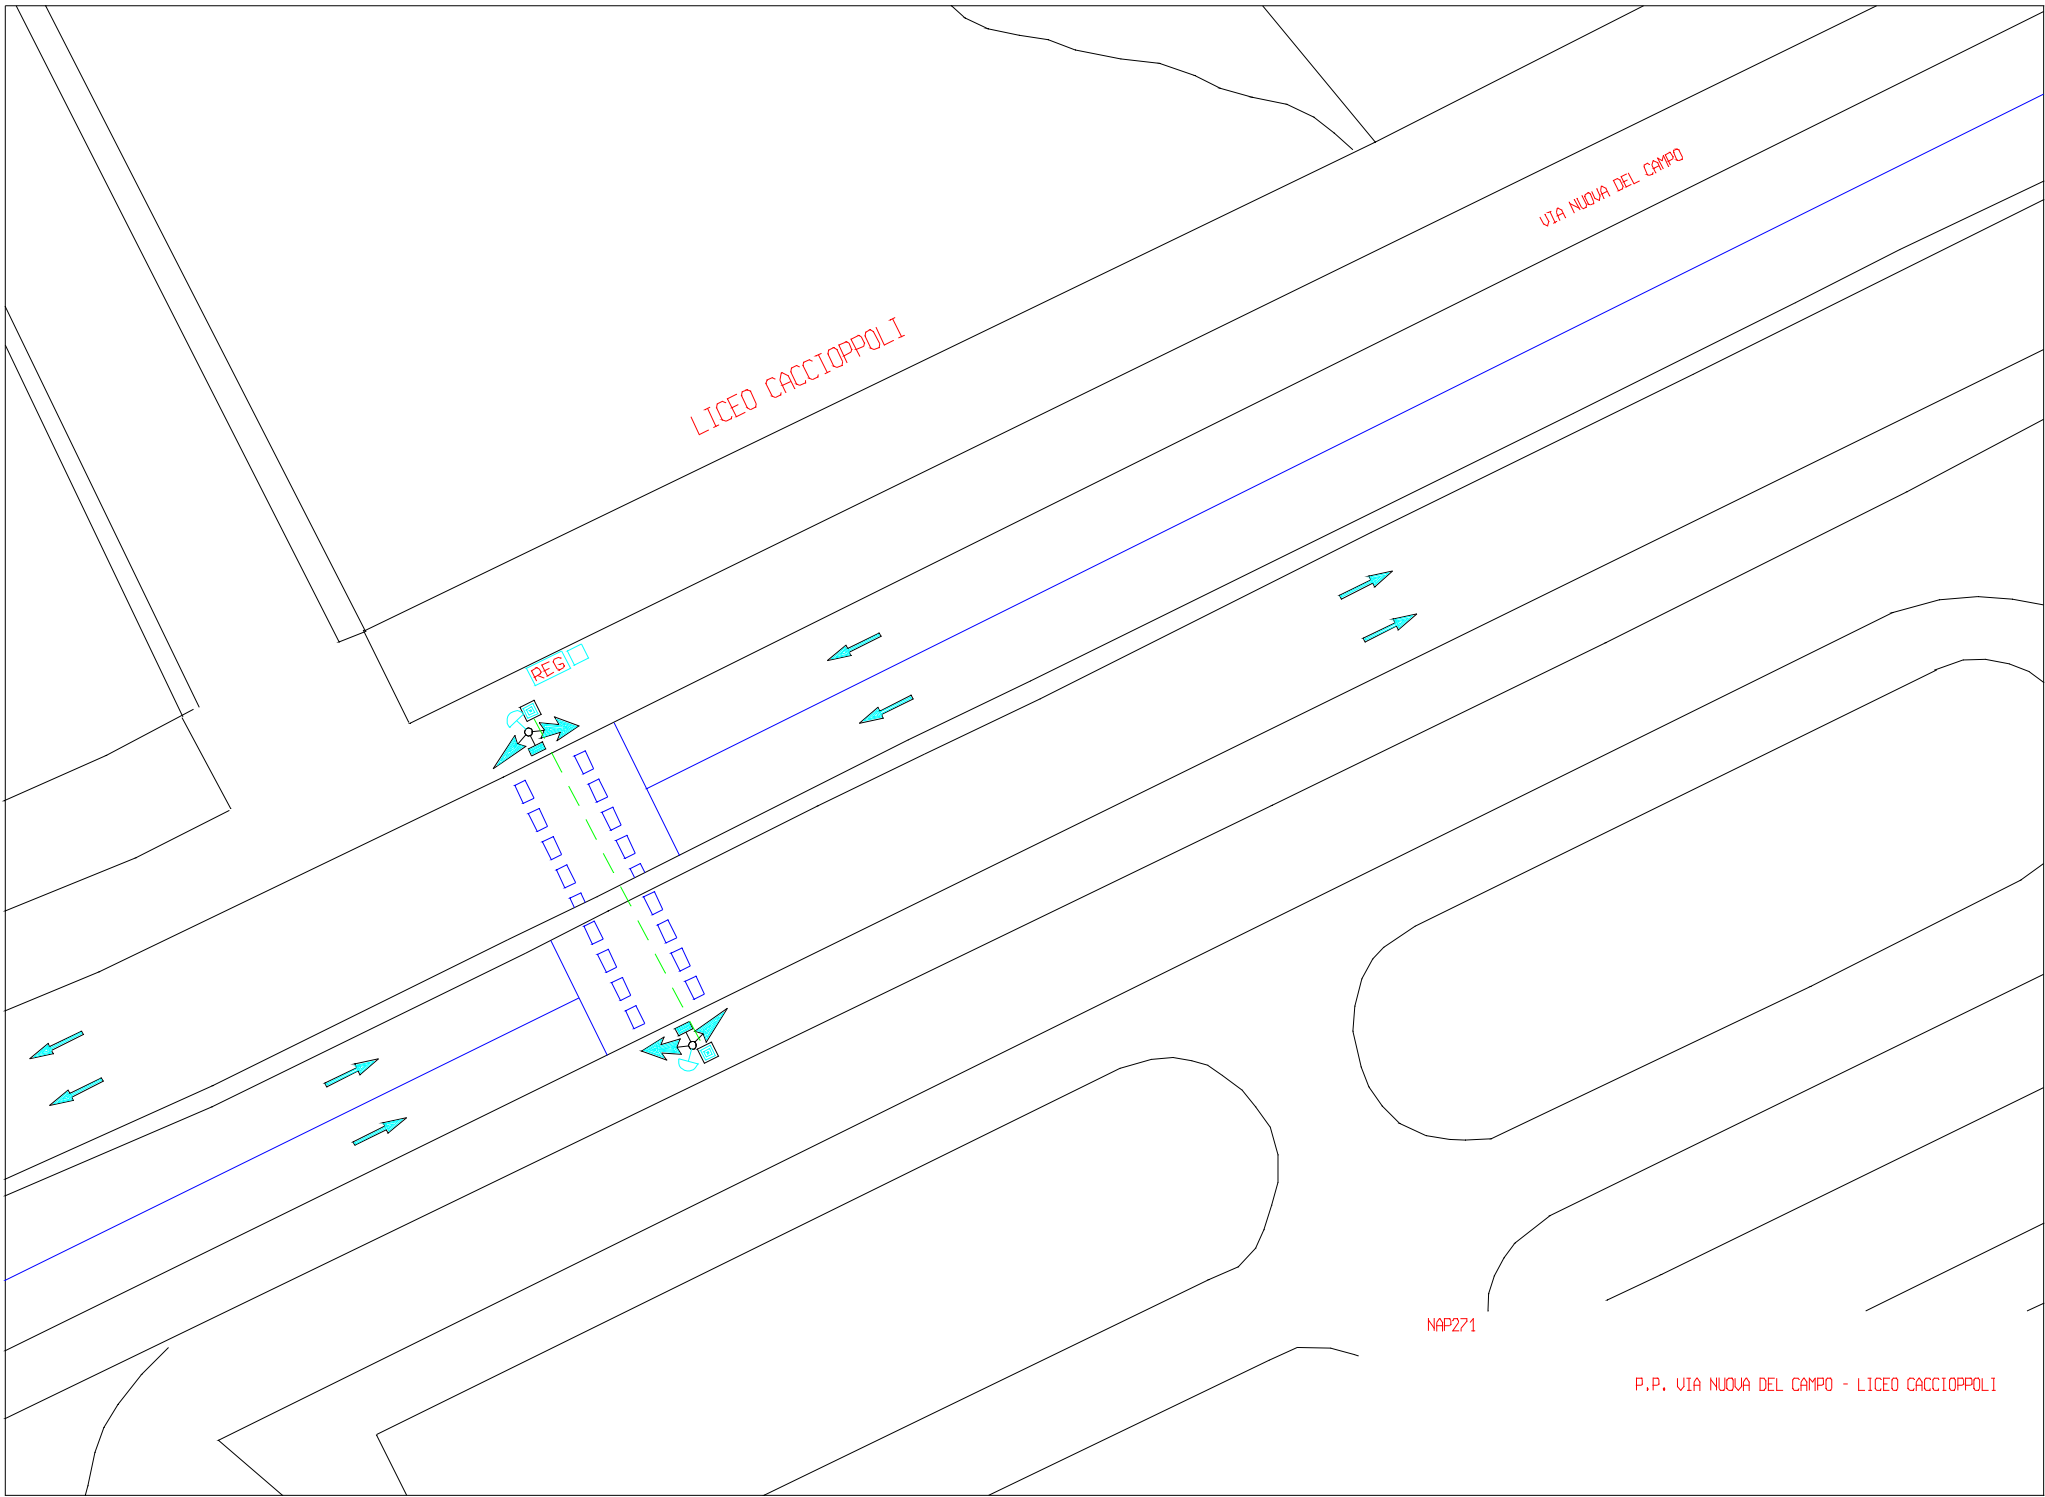 VIA NUOVA DEL CAMPO
LICEO CACCIOPPOLI
REG
NAP271
P.P. VIA NUOVA DEL CAMPO - LICEO CACCIOPPOLI